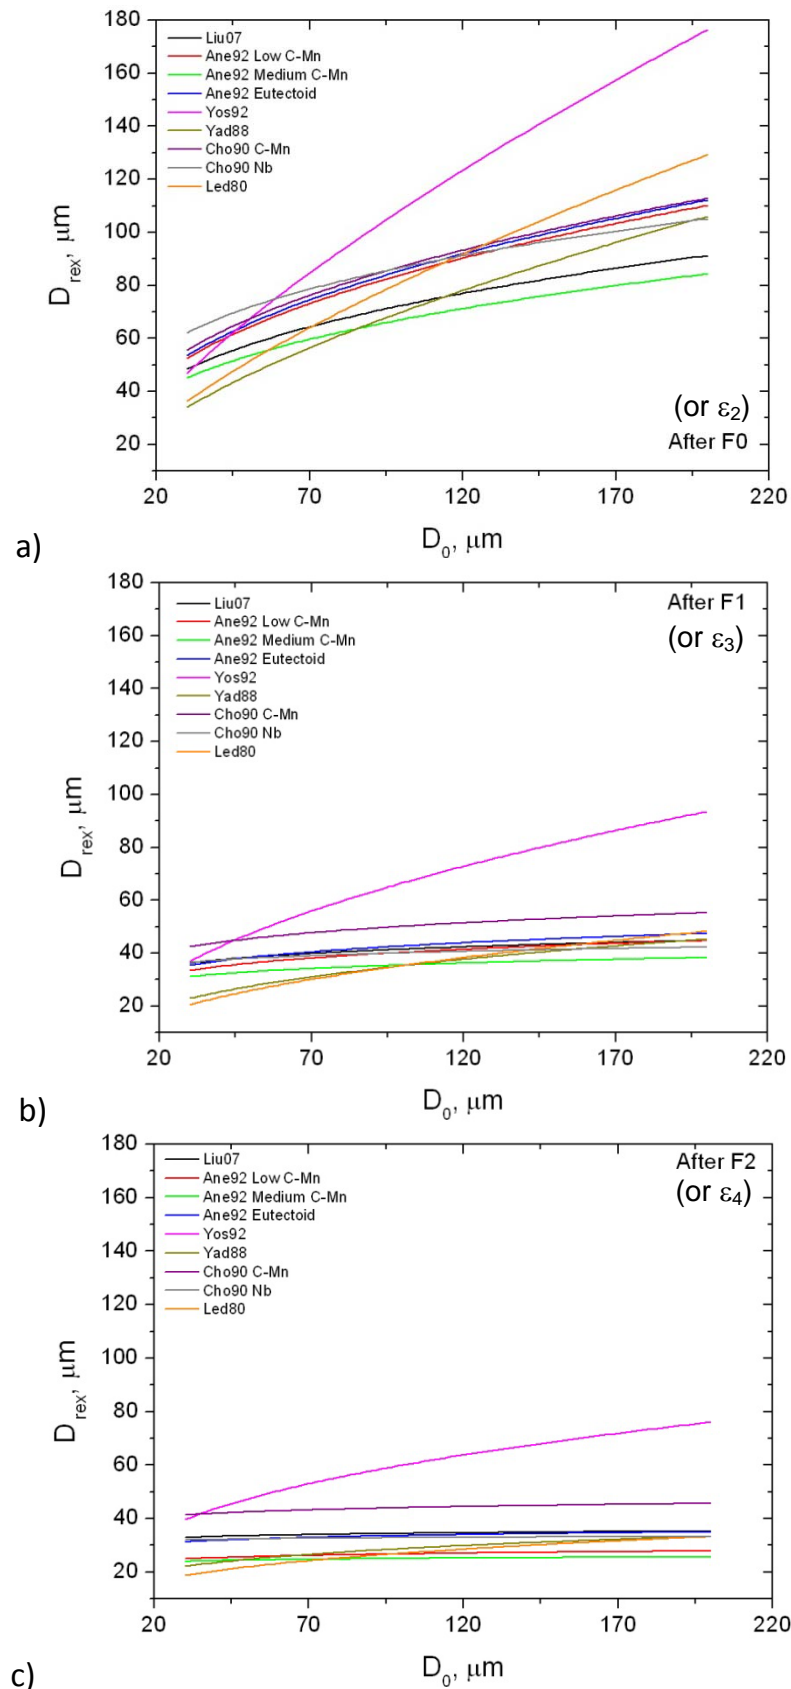 180
160
140
120
100
80
60
40
20
D_rex, μm
Liu07
Ane92 Low C-Mn
Ane92 Medium C-Mn
Ane92 Eutectoid
Yos92
Yad88
Cho90 C-Mn
Cho90 Nb
Led80
(or ε₂)
After F0
20 70 120 170 220
D₀, μm
a)
180
160
140
120
100
80
60
40
20
D_rex, μm
Liu07
Ane92 Low C-Mn
Ane92 Medium C-Mn
Ane92 Eutectoid
Yos92
Yad88
Cho90 C-Mn
Cho90 Nb
Led80
After F1
(or ε₃)
20 70 120 170 220
D₀, μm
b)
180
160
140
120
100
80
60
40
20
D_rex, μm
Liu07
Ane92 Low C-Mn
Ane92 Medium C-Mn
Ane92 Eutectoid
Yos92
Yad88
Cho90 C-Mn
Cho90 Nb
Led80
After F2
(or ε₄)
20 70 120 170 220
D₀, μm
c)